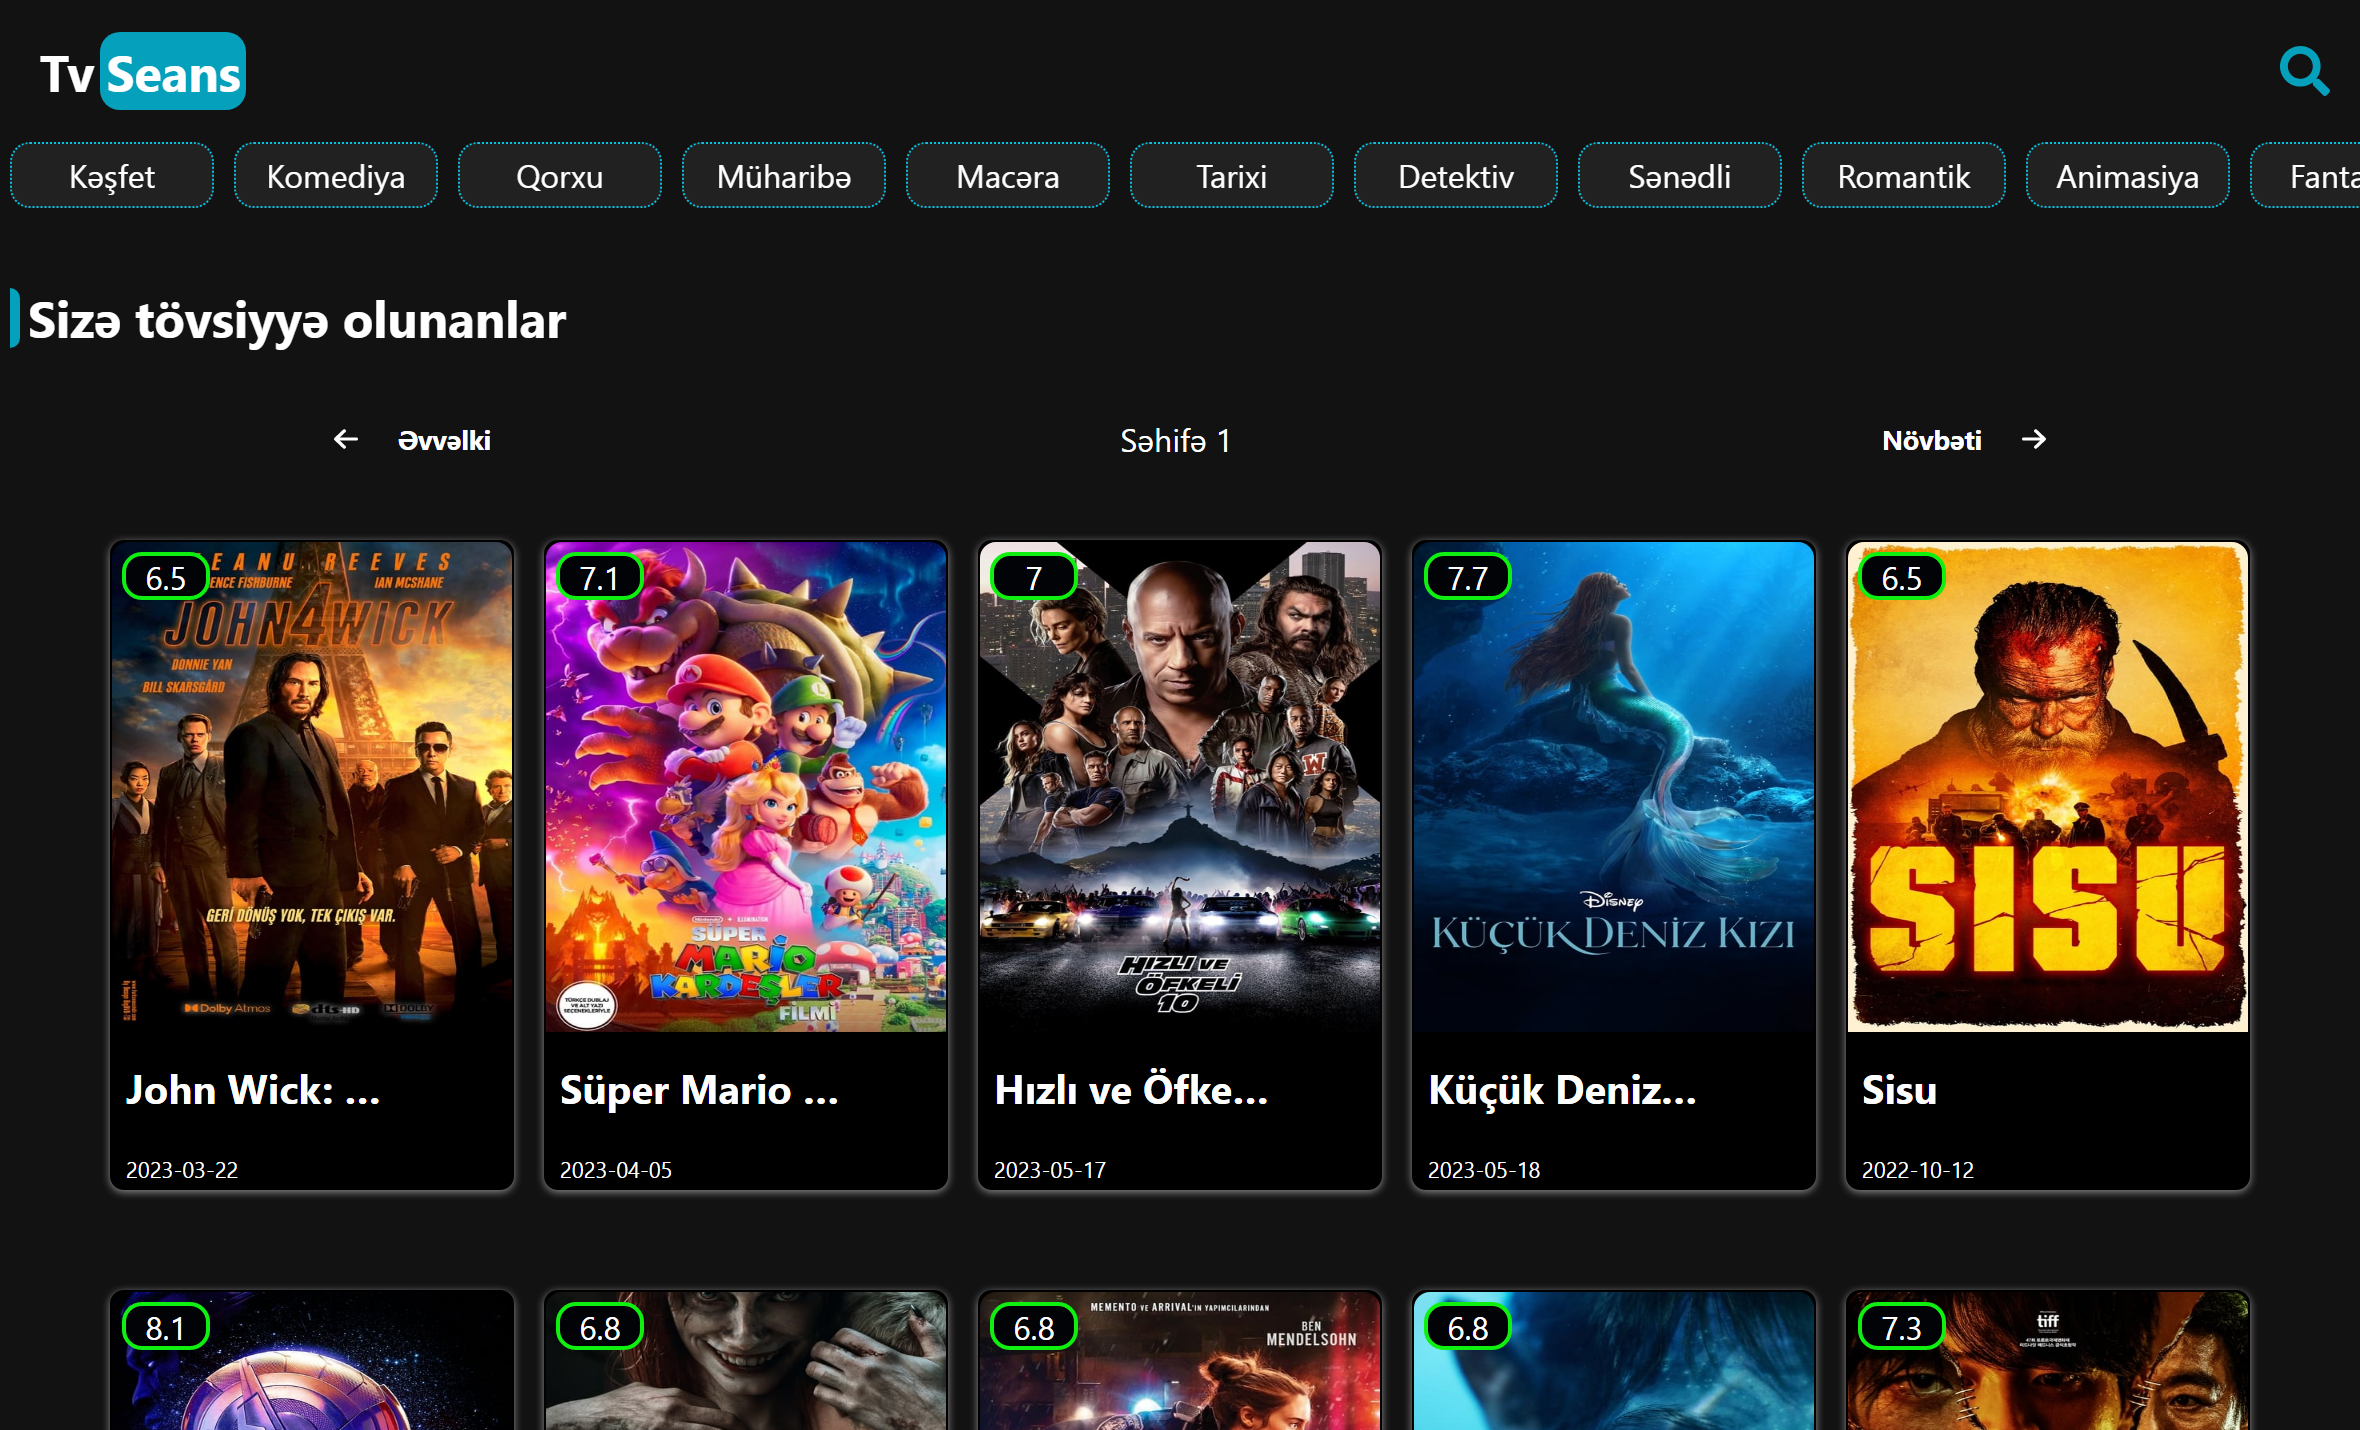 Tv Seans
Kəşfet
Komediya
Qorxu
Müharibə
Macəra
Tarixi
Detektiv
Sənədli
Romantik
Animasiya
Fanta
Sizə tövsiyyə olunanlar
Əvvəlki
Səhifə 1
Növbəti
6.5
EANU REEVES
ENCE FISHBURNE
IAN MCSHANE
JOHN 4 WICK
DONNIE YAN
BILL SKARSGÅRD
GERİ DÖNÜŞ YOK, TEK ÇIKIŞ VAR.
Dolby Atmos
dts-HD
DOLBY
John Wick: ...
2023-03-22
7.1
Nintendo + ILLUMINATION
SÜPER
MARİO
KARDEŞLER
FİLMİ
TÜRKÇE DUBLAJ
VE ALT YAZI
SEÇENEKLERİYLE
Süper Mario ...
2023-04-05
7
W
HIZLI VE
ÖFKELİ
10
Hızlı ve Öfke...
2023-05-17
7.7
DISNEY
KÜÇÜK DENİZ KIZI
Küçük Deniz...
2023-05-18
6.5
SISU
Sisu
2022-10-12
8.1
6.8
6.8
MEMENTO VE ARRIVAL'IN YAPIMCILARINDAN
BEN
MENDELSOHN
6.8
7.3
tiff